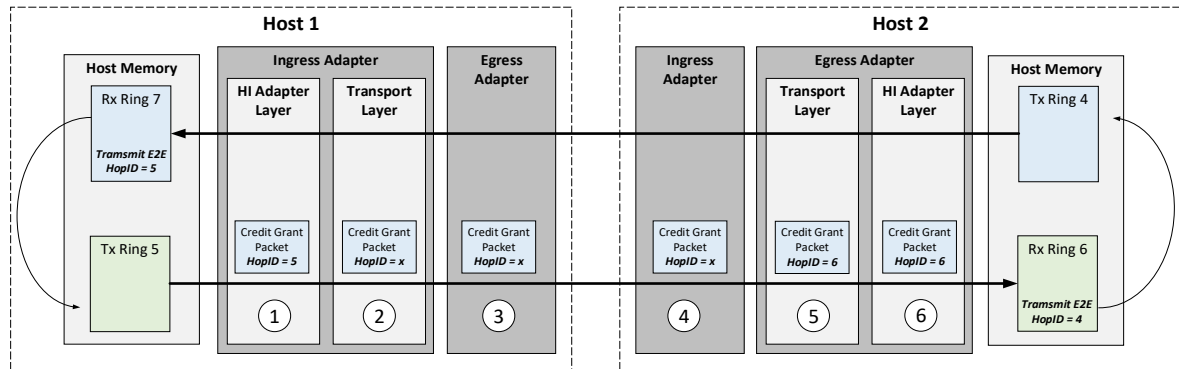 Host 1
Host Memory
Rx Ring 7
Tramsmit E2E
HopID = 5
Tx Ring 5
Ingress Adapter
HI Adapter
Layer
Credit Grant
Packet
HopID = 5
1
Transport
Layer
Credit Grant
Packet
HopID = x
2
Egress
Adapter
Credit Grant
Packet
HopID = x
3
Host 2
Ingress
Adapter
Credit Grant
Packet
HopID = x
4
Egress Adapter
Transport
Layer
Credit Grant
Packet
HopID = 6
5
HI Adapter
Layer
Credit Grant
Packet
HopID = 6
6
Host Memory
Tx Ring 4
Rx Ring 6
Tramsmit E2E
HopID = 4